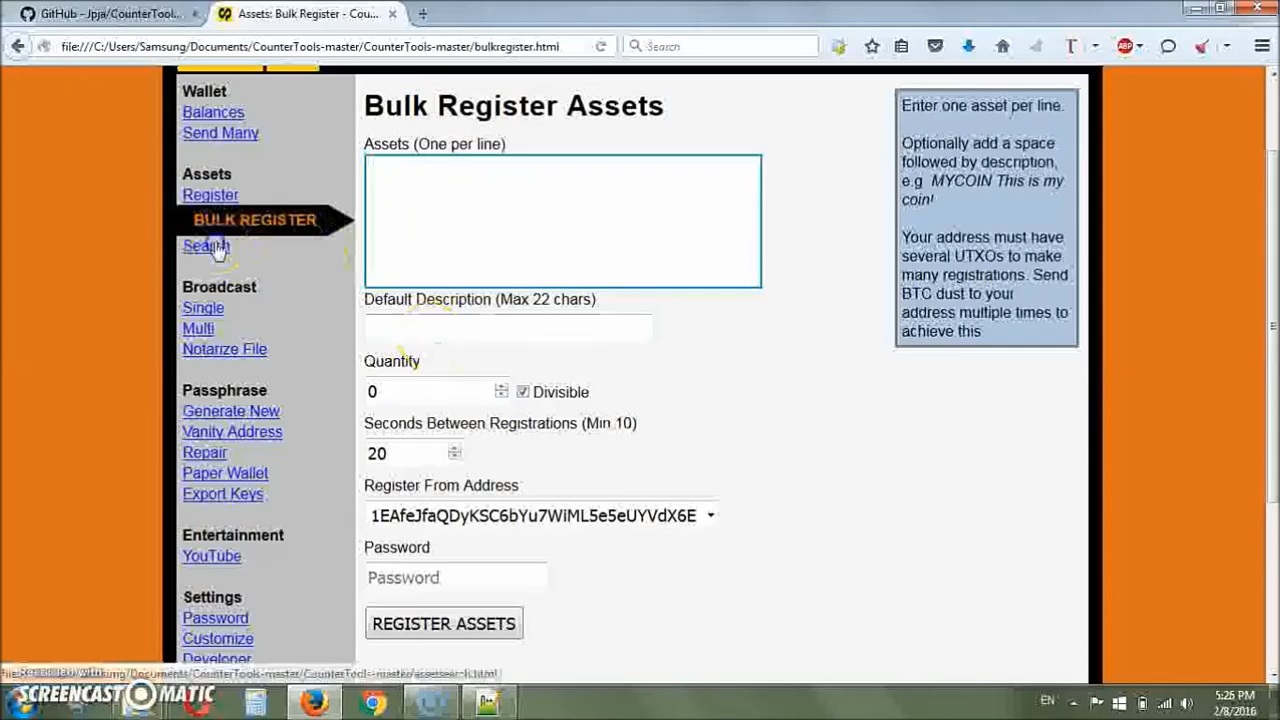 GitHub - Jpja/CounterTool...
Assets: Bulk Register - Cou...
file:///C:/Users/Samsung/Documents/CounterTools-master/CounterTools-master/bulkregister.html
Search
T
ABP
Wallet
Balances
Send Many
Assets
Register
BULK REGISTER
Search
Broadcast
Single
Multi
Notarize File
Passphrase
Generate New
Vanity Address
Repair
Paper Wallet
Export Keys
Entertainment
YouTube
Settings
Password
Customize
Developer
Bulk Register Assets
Assets (One per line)
Default Description (Max 22 chars)
Quantity
0
Divisible
Seconds Between Registrations (Min 10)
20
Register From Address
1EAfeJfaQDyKSC6bYu7WiML5e5eUYVdX6E
Password
Password
REGISTER ASSETS
Enter one asset per line.
Optionally add a space
followed by description,
e.g MYCOIN This is my
coin!
Your address must have
several UTXOs to make
many registrations. Send
BTC dust to your
address multiple times to
achieve this
SCREENCAST-O-MATIC
EN
5:26 PM
2/8/2016